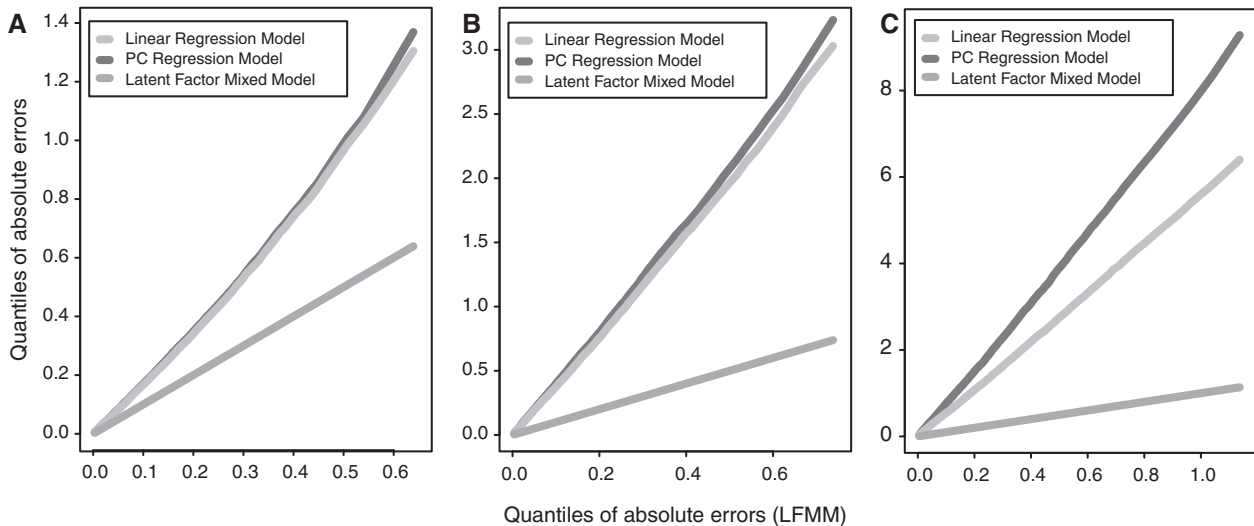 A
Linear Regression Model
PC Regression Model
Latent Factor Mixed Model
1.4
1.2
1.0
0.8
0.6
0.4
0.2
0.0
0.0 0.1 0.2 0.3 0.4 0.5 0.6
Quantiles of absolute errors
B
Linear Regression Model
PC Regression Model
Latent Factor Mixed Model
3.0
2.5
2.0
1.5
1.0
0.5
0.0
0.0 0.2 0.4 0.6
C
Linear Regression Model
PC Regression Model
Latent Factor Mixed Model
8
6
4
2
0
0.0 0.2 0.4 0.6 0.8 1.0
Quantiles of absolute errors (LFMM)